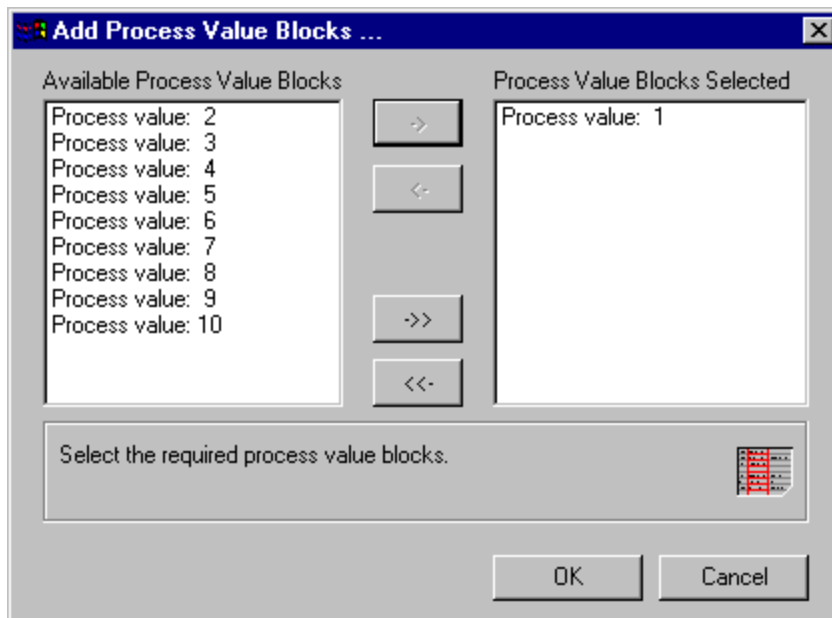 Add Process Value Blocks ...
Available Process Value Blocks
Process value: 2
Process value: 3
Process value: 4
Process value: 5
Process value: 6
Process value: 7
Process value: 8
Process value: 9
Process value: 10
->
<-
->>
<<-
Process Value Blocks Selected
Process value: 1
Select the required process value blocks.
OK
Cancel